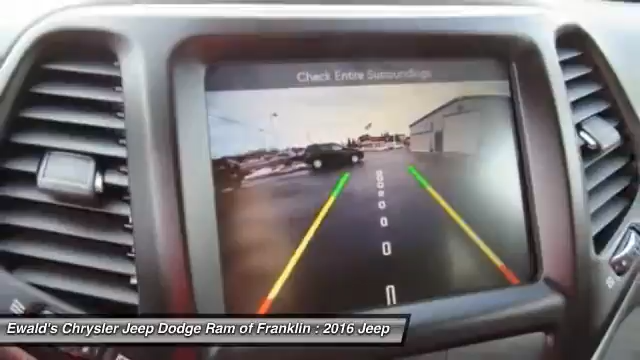 Check Entire Surroundings
Ewald's Chrysler Jeep Dodge Ram of Franklin : 2016 Jeep